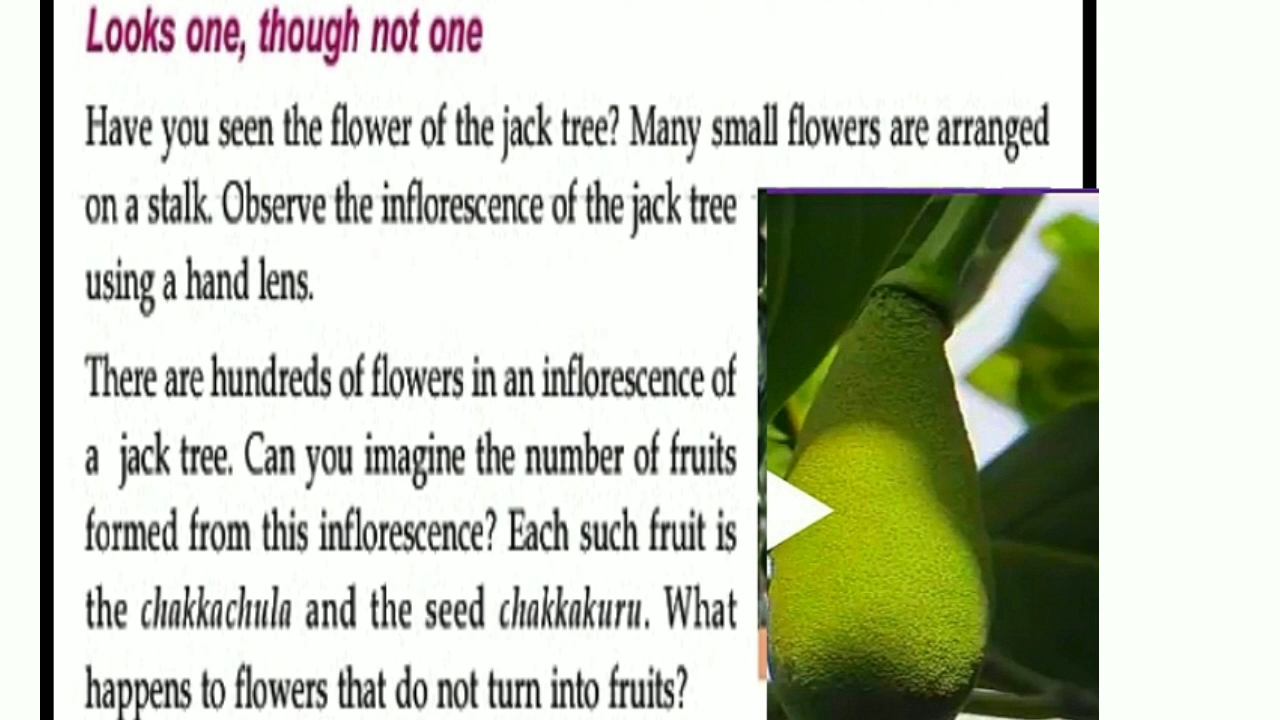 Looks one, though not one
Have you seen the flower of the jack tree? Many small flowers are arranged
on a stalk. Observe the inflorescence of the jack tree
using a hand lens.
There are hundreds of flowers in an inflorescence of
a jack tree. Can you imagine the number of fruits
formed from this inflorescence? Each such fruit is
the chakkachula and the seed chakkakuru. What
happens to flowers that do not turn into fruits?